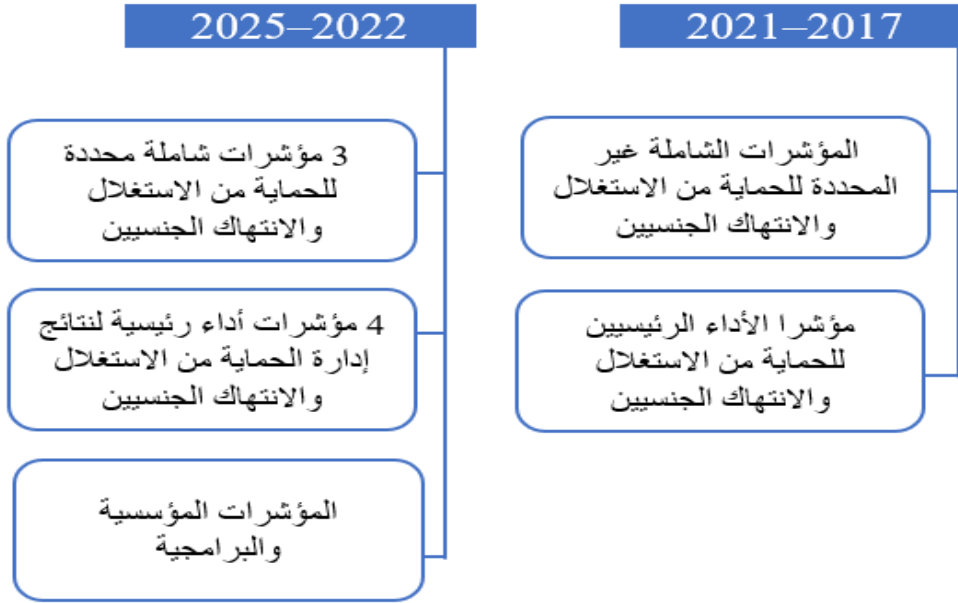 2021–2017
المؤشرات الشاملة غير
المحددة للحماية من الاستغلال
والانتهاك الجنسيين
مؤشرا الأداء الرئيسيين
للحماية من الاستغلال
والانتهاك الجنسيين
2025–2022
3 مؤشرات شاملة محددة
للحماية من الاستغلال
والانتهاك الجنسيين
4 مؤشرات أداء رئيسية لنتائج
إدارة الحماية من الاستغلال
والانتهاك الجنسيين
المؤشرات المؤسسية
والبرامجية